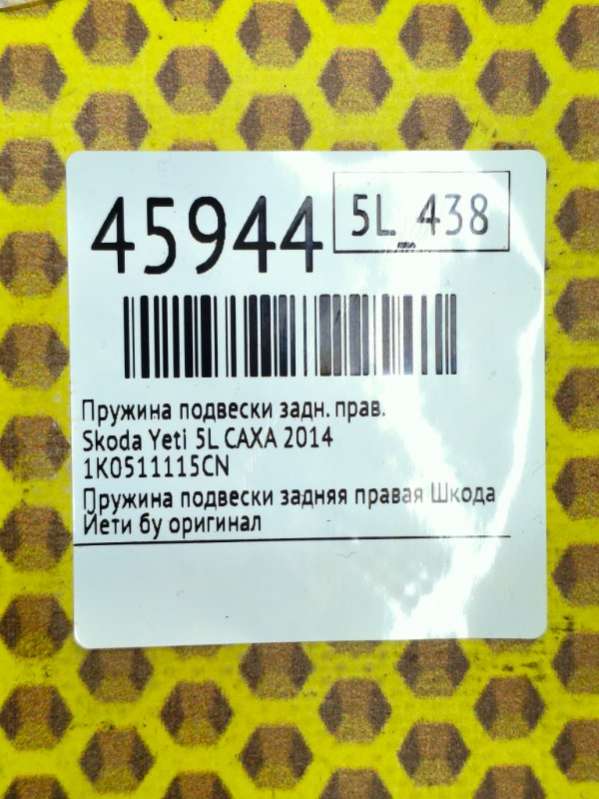 45944
5L 438
Пружина подвески задн. прав.
Skoda Yeti 5L CAXA 2014
1K0511115CN
Пружина подвески задняя правая Шкода
Йети бу оригинал